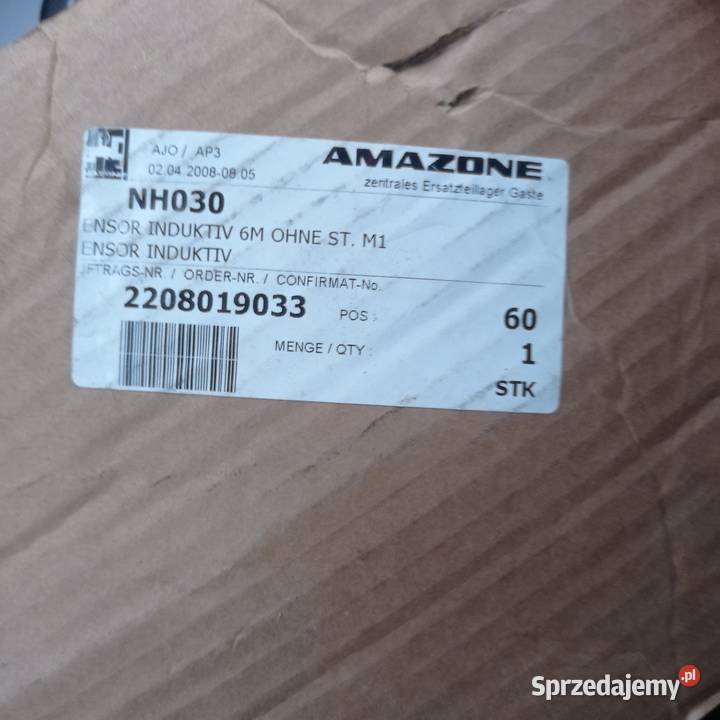 AJO / AP3
AMAZONE
02.04.2008-08:05
zentrales Ersatzteillager Gaste
NH030
ENSOR INDUKTIV 6M OHNE ST. M1
ENSOR INDUKTIV
UFTRAGS-NR. / ORDER-NR. / CONFIRMAT-No.
2208019033 POS : 60
MENGE / QTY : 1
STK
Sprzedajemy.pl